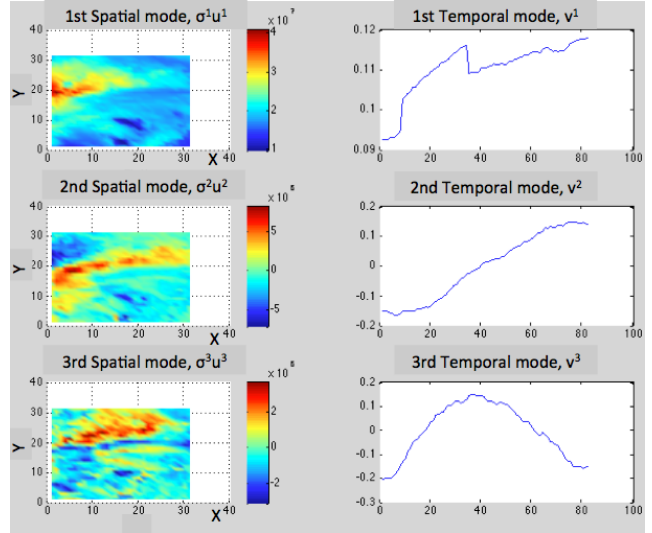 1st Spatial mode, σ¹u¹
1st Temporal mode, v¹
x 10⁷
40
30
20
10
0
Y
0 10 20 30 40
X
4
3
2
1
0.12
0.11
0.1
0.09
0 20 40 60 80 100
2nd Spatial mode, σ²u²
2nd Temporal mode, v²
x 10⁵
40
30
20
10
0
Y
0 10 20 30 40
X
5
0
-5
0.2
0.1
0
-0.1
-0.2
0 20 40 60 80 100
3rd Spatial mode, σ³u³
3rd Temporal mode, v³
40
30
20
10
0
Y
0 10 20 30 40
X
2
0
-2
0.2
0.1
0
-0.1
-0.2
-0.3
0 20 40 60 80 100